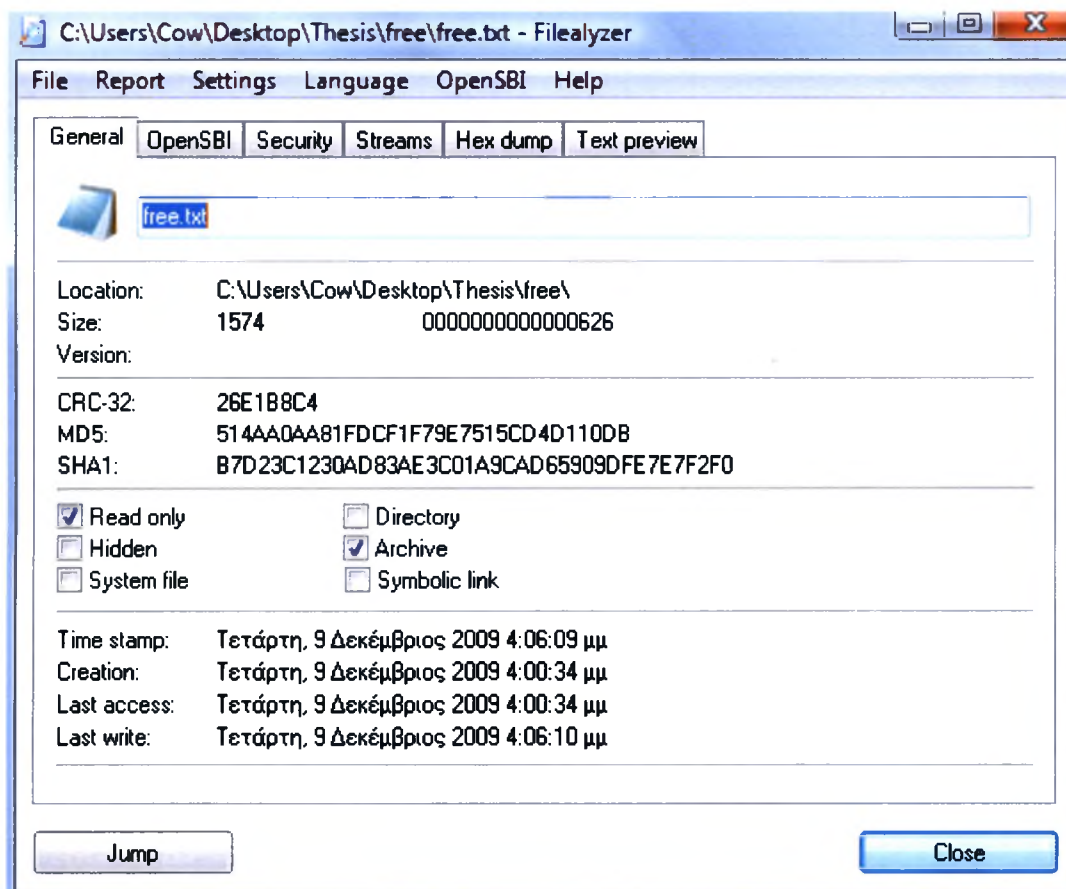 C:\Users\Cow\Desktop\Thesis\free\free.txt - Filealyzer
File Report Settings Language OpenSBI Help
General OpenSBI Security Streams Hex dump Text preview
free.txt
Location: C:\Users\Cow\Desktop\Thesis\free\
Size: 1574 0000000000000626
Version:
CRC-32: 26E1B8C4
MD5: 514AA0AA81FDCF1F79E7515CD4D110DB
SHA1: B7D23C1230AD83AE3C01A9CAD65909DFE7E7F2F0
Read only Directory
Hidden Archive
System file Symbolic link
Time stamp: Τετάρτη, 9 Δεκέμβριος 2009 4:06:09 μμ
Creation: Τετάρτη, 9 Δεκέμβριος 2009 4:00:34 μμ
Last access: Τετάρτη, 9 Δεκέμβριος 2009 4:00:34 μμ
Last write: Τετάρτη, 9 Δεκέμβριος 2009 4:06:10 μμ
Jump Close